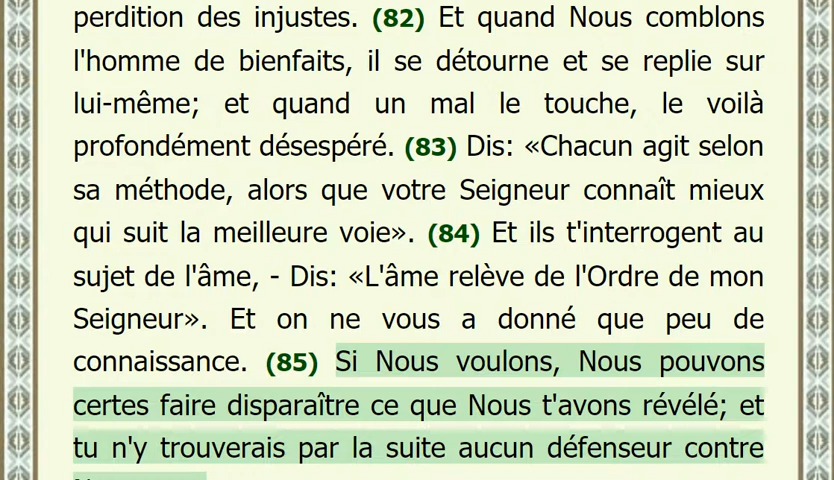 perdition des injustes. (82) Et quand Nous comblons
l'homme de bienfaits, il se détourne et se replie sur
lui-même; et quand un mal le touche, le voilà
profondément désespéré. (83) Dis: «Chacun agit selon
sa méthode, alors que votre Seigneur connaît mieux
qui suit la meilleure voie». (84) Et ils t'interrogent au
sujet de l'âme, - Dis: «L'âme relève de l'Ordre de mon
Seigneur». Et on ne vous a donné que peu de
connaissance. (85) Si Nous voulons, Nous pouvons
certes faire disparaître ce que Nous t'avons révélé; et
tu n'y trouverais par la suite aucun défenseur contre